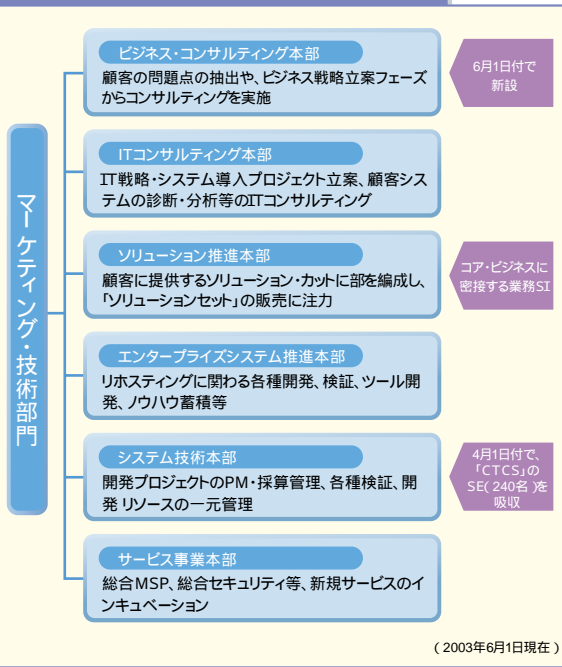 マーケティング・技術部門
ビジネス・コンサルティング本部
顧客の問題点の抽出や、ビジネス戦略立案フェーズ
からコンサルティングを実施
6月1日付で
新設
ITコンサルティング本部
IT戦略・システム導入プロジェクト立案、顧客シス
テムの診断・分析等のITコンサルティング
ソリューション推進本部
顧客に提供するソリューション・カットに部を編成し、
「ソリューションセット」の販売に注力
コア・ビジネスに
密接する業務SI
エンタープライズシステム推進本部
リホスティングに関わる各種開発、検証、ツール開
発、ノウハウ蓄積等
システム技術本部
開発プロジェクトのPM・採算管理、各種検証、開
発リソースの一元管理
4月1日付で、
「CTCS」の
SE(240名)を
吸収
サービス事業本部
総合MSP、総合セキュリティ等、新規サービスのイ
ンキュベーション
(2003年6月1日現在)